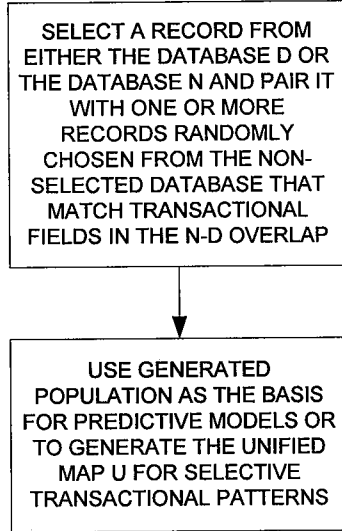 SELECT A RECORD FROM
EITHER THE DATABASE D OR
THE DATABASE N AND PAIR IT
WITH ONE OR MORE
RECORDS RANDOMLY
CHOSEN FROM THE NON-
SELECTED DATABASE THAT
MATCH TRANSACTIONAL
FIELDS IN THE N-D OVERLAP
USE GENERATED
POPULATION AS THE BASIS
FOR PREDICTIVE MODELS OR
TO GENERATE THE UNIFIED
MAP U FOR SELECTIVE
TRANSACTIONAL PATTERNS